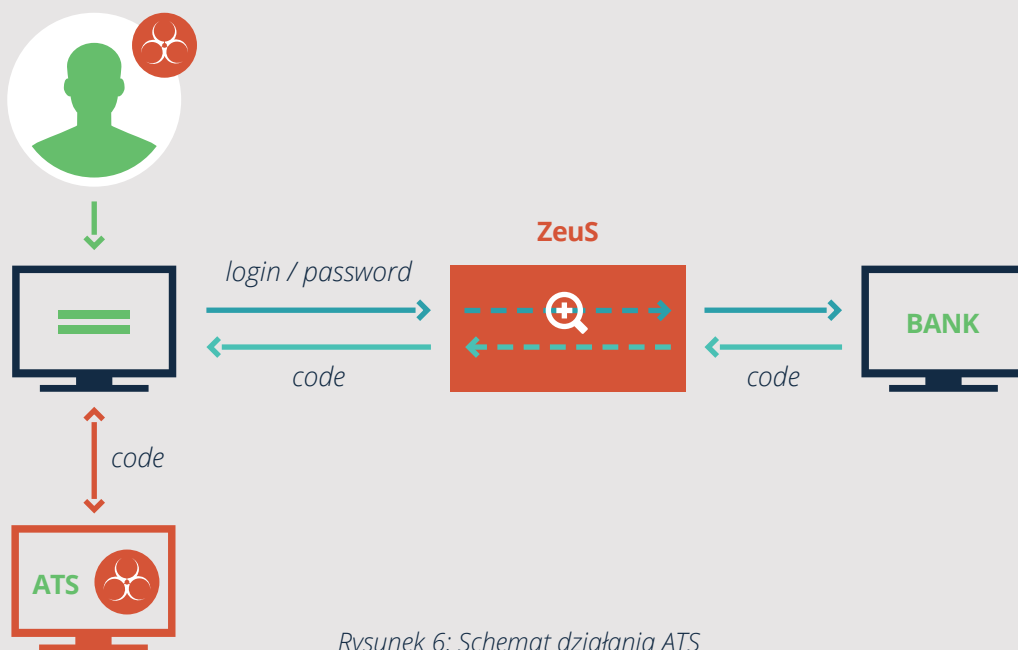 ZeuS
login / password
BANK
code
code
code
ATS
Rysunek 6: Schemat działania ATS